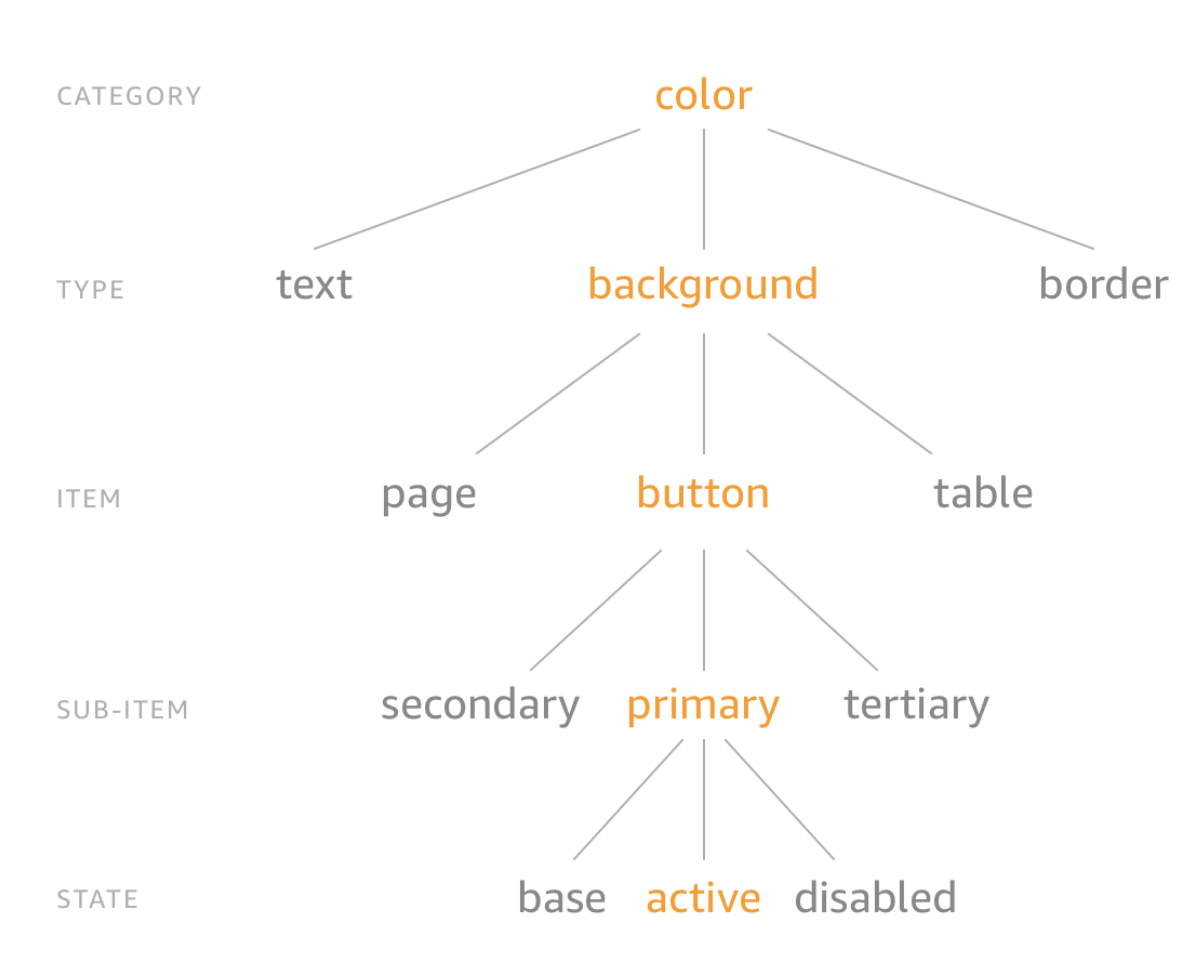 CATEGORY color
TYPE text background border
ITEM page button table
SUB-ITEM secondary primary tertiary
STATE base active disabled